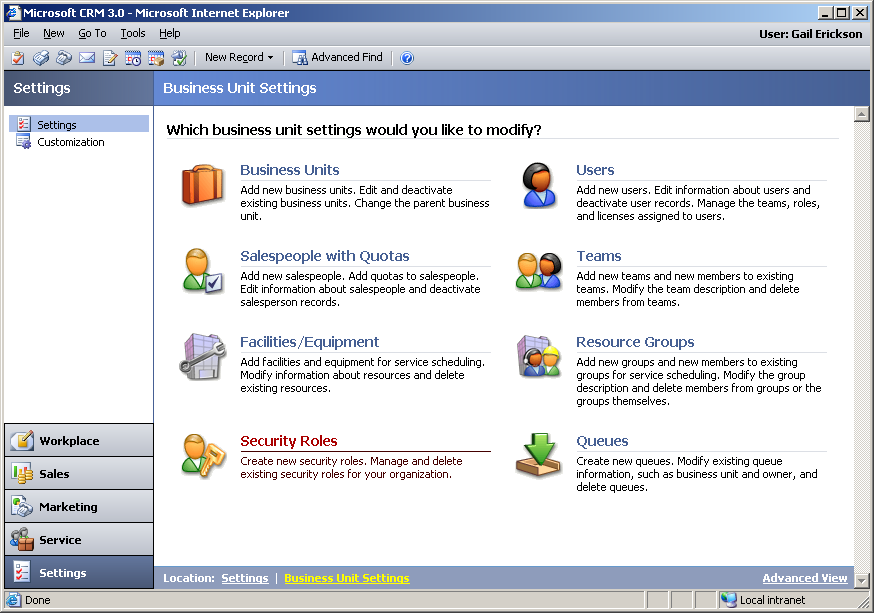 Microsoft CRM 3.0 - Microsoft Internet Explorer
File New Go To Tools Help User: Gail Erickson
New Record Advanced Find
Settings Business Unit Settings
Settings
Customization
Which business unit settings would you like to modify?
Business Units
Add new business units. Edit and deactivate
existing business units. Change the parent business
unit.
Users
Add new users. Edit information about users and
deactivate user records. Manage the teams, roles,
and licenses assigned to users.
Salespeople with Quotas
Add new salespeople. Add quotas to salespeople.
Edit information about salespeople and deactivate
salesperson records.
Teams
Add new teams and new members to existing
teams. Modify the team description and delete
members from teams.
Facilities/Equipment
Add facilities and equipment for service scheduling.
Modify information about resources and delete
existing resources.
Resource Groups
Add new groups and new members to existing
groups for service scheduling. Modify the group
description and delete members from groups or the
groups themselves.
Security Roles
Create new security roles. Manage and delete
existing security roles for your organization.
Queues
Create new queues. Modify existing queue
information, such as business unit and owner, and
delete queues.
Workplace
Sales
Marketing
Service
Settings
Location: Settings | Business Unit Settings Advanced View
Done Local intranet